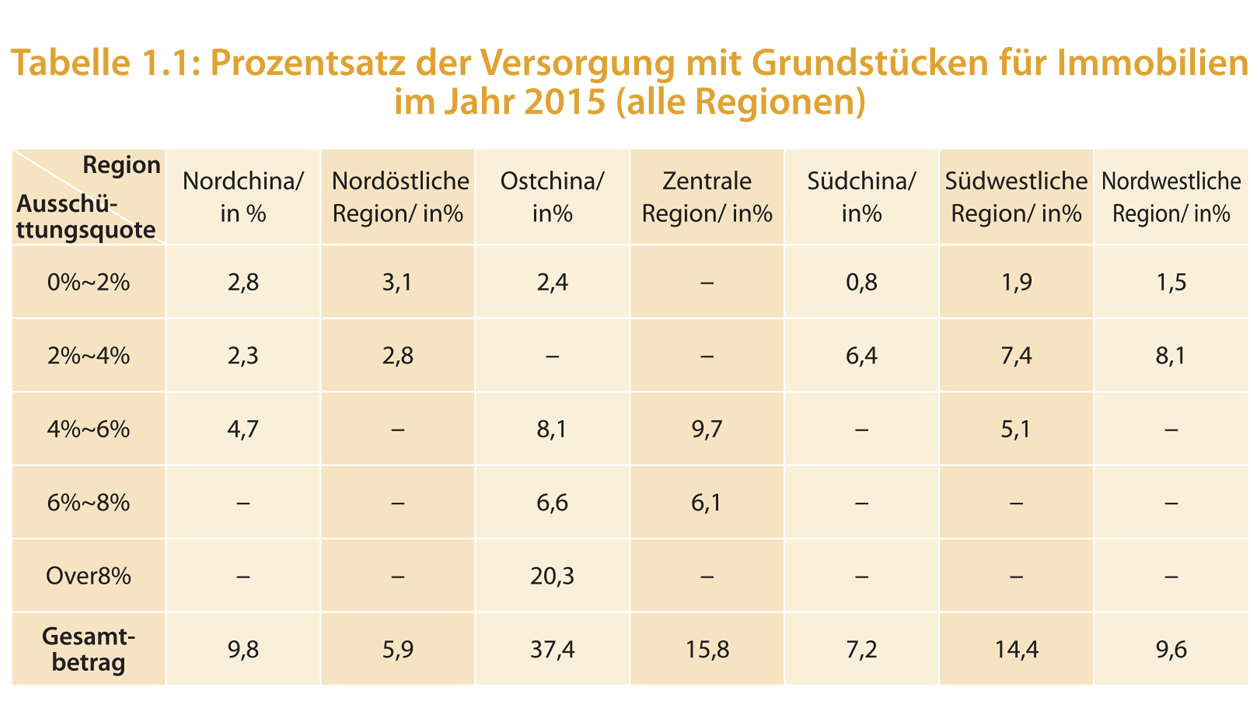 Tabelle 1.1: Prozentsatz der Versorgung mit Grundstücken für Immobilien
im Jahr 2015 (alle Regionen)
Region
Ausschü-
ttungsquote
Nordchina/
in %
Nordöstliche
Region/ in%
Ostchina/
in%
Zentrale
Region/ in%
Südchina/
in%
Südwestliche
Region/ in%
Nordwestliche
Region/ in%
0%~2% 2,8 3,1 2,4 – 0,8 1,9 1,5
2%~4% 2,3 2,8 – – 6,4 7,4 8,1
4%~6% 4,7 – 8,1 9,7 – 5,1 –
6%~8% – – 6,6 6,1 – – –
Over8% – – 20,3 – – – –
Gesamt-
betrag
9,8 5,9 37,4 15,8 7,2 14,4 9,6